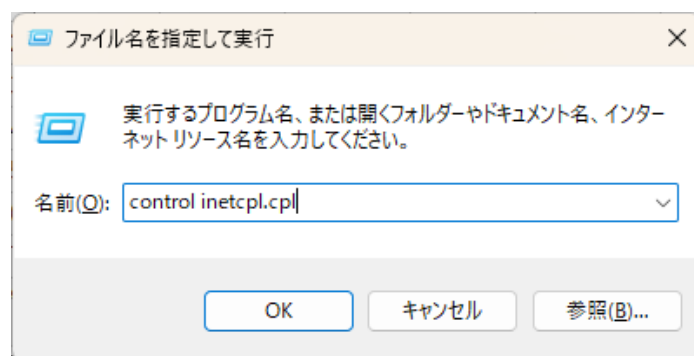 ファイル名を指定して実行
実行するプログラム名、または開くフォルダーやドキュメント名、インター
ネット リソース名を入力してください。
名前(O): control inetcpl.cpl
OK キャンセル 参照(B)...